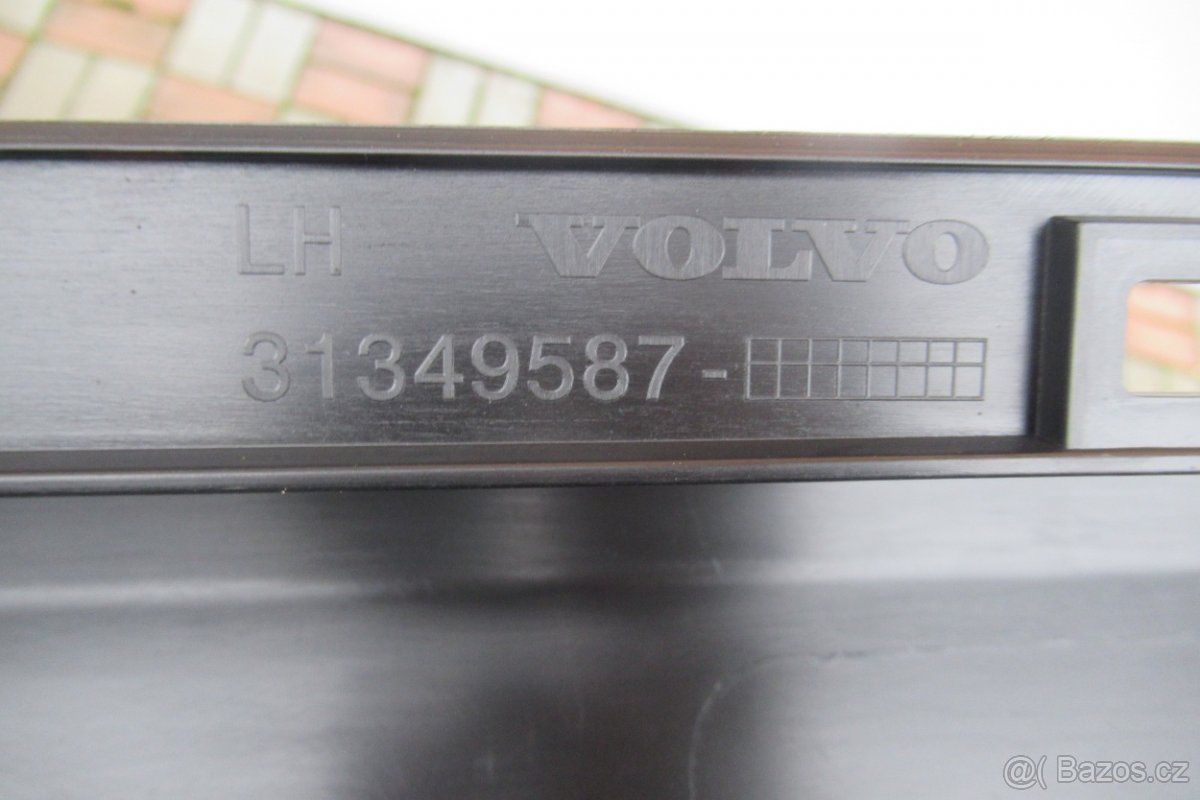 LH VOLVO
31349587-
@( Bazos.cz